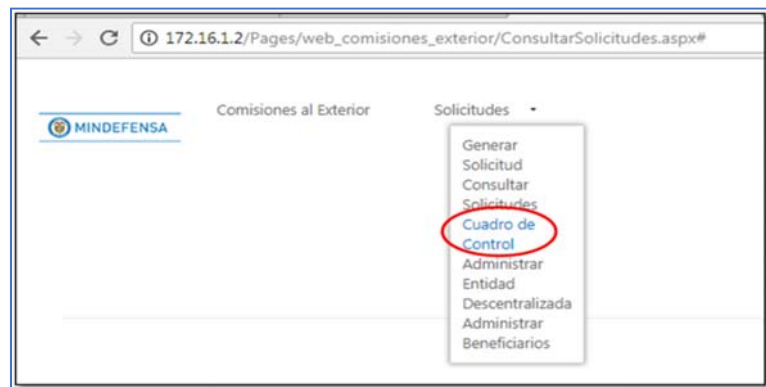 172.16.1.2/Pages/web_comisiones_exterior/ConsultarSolicitudes.aspx#
MINDEFENSA
Comisiones al Exterior
Solicitudes
Generar
Solicitud
Consultar
Solicitudes
Cuadro de
Control
Administrar
Entidad
Descentralizada
Administrar
Beneficiarios